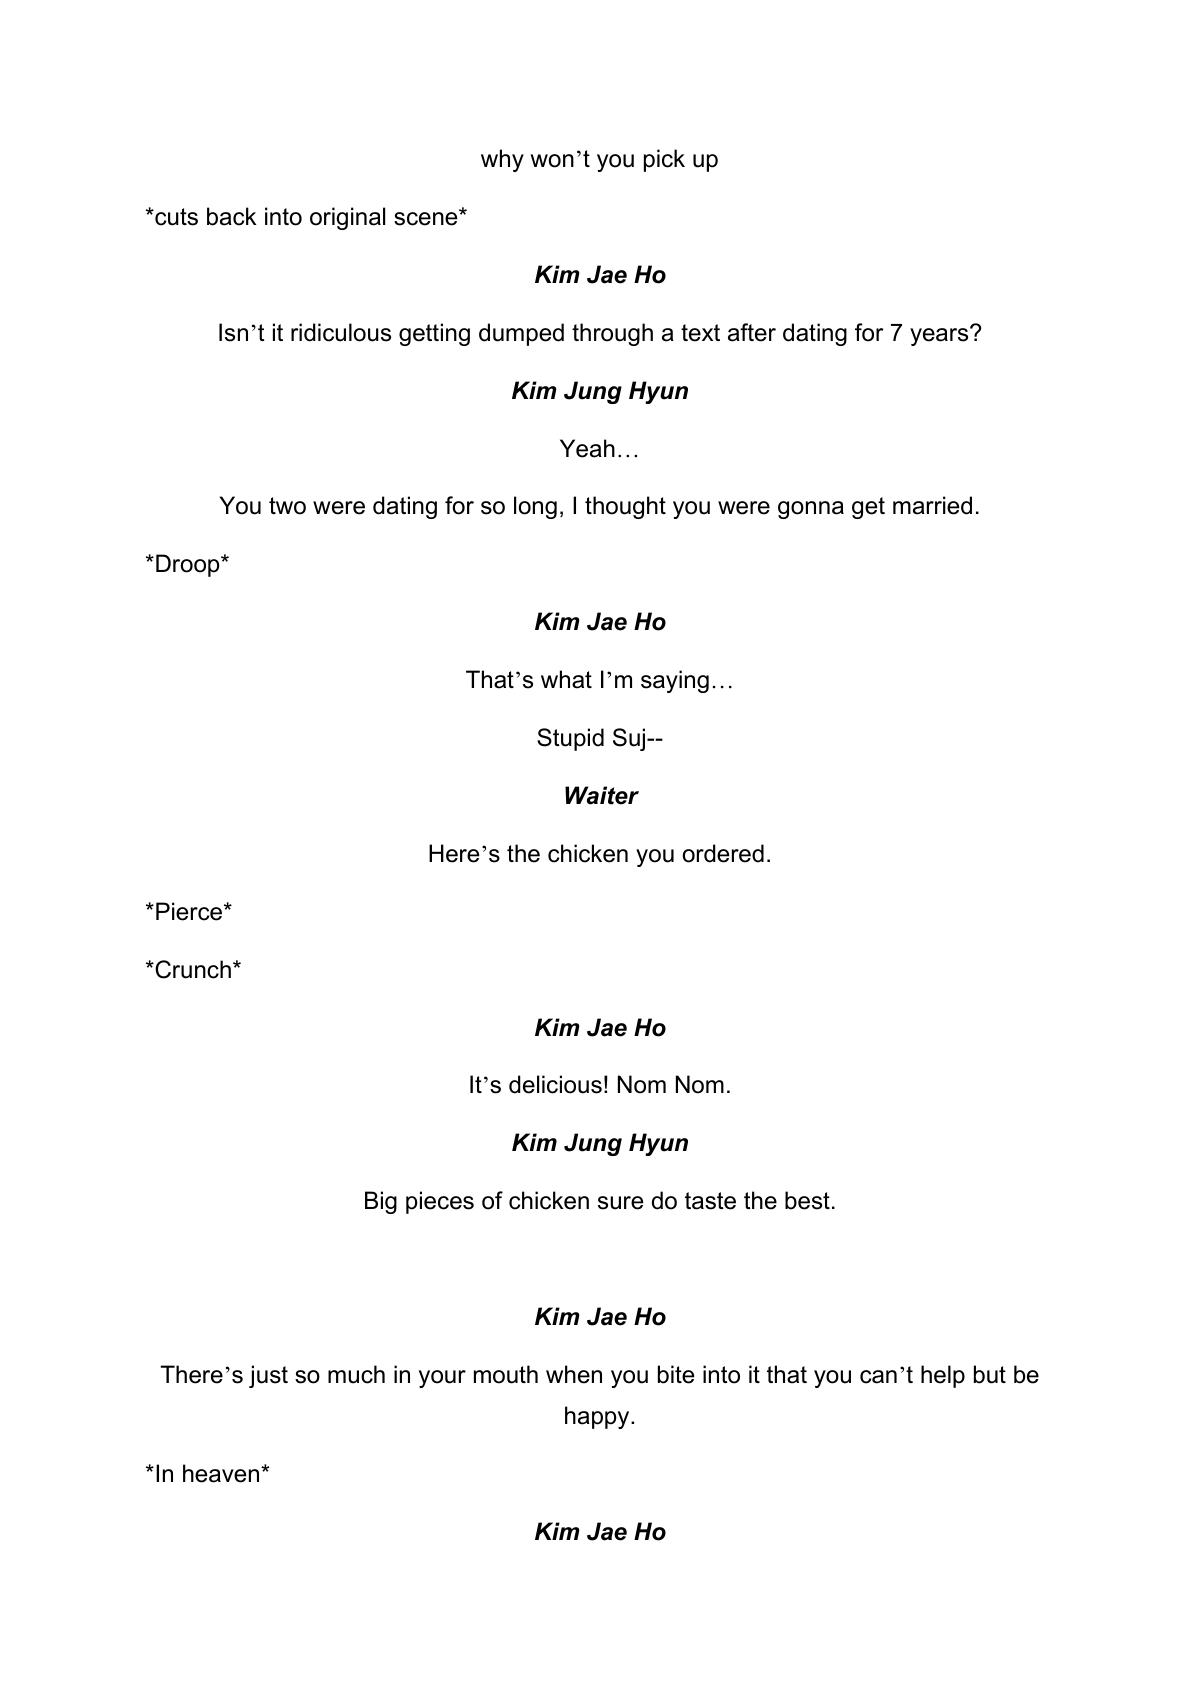 why won’t you pick up
*cuts back into original scene*
Kim Jae Ho
Isn’t it ridiculous getting dumped through a text after dating for 7 years?
Kim Jung Hyun
Yeah…
You two were dating for so long, I thought you were gonna get married.
*Droop*
Kim Jae Ho
That’s what I’m saying…
Stupid Suj--
Waiter
Here’s the chicken you ordered.
*Pierce*
*Crunch*
Kim Jae Ho
It’s delicious! Nom Nom.
Kim Jung Hyun
Big pieces of chicken sure do taste the best.
Kim Jae Ho
There’s just so much in your mouth when you bite into it that you can’t help but be
happy.
*In heaven*
Kim Jae Ho